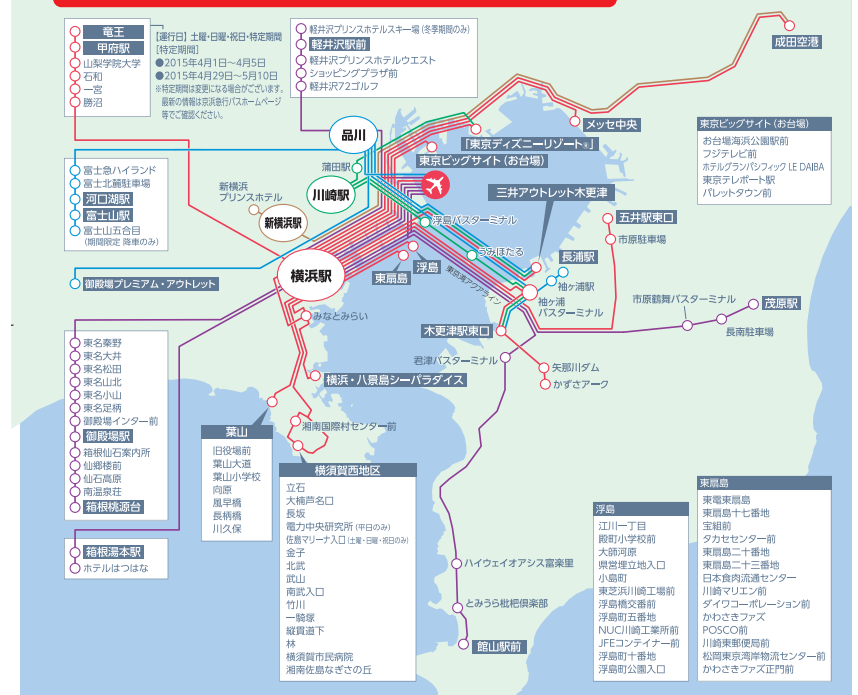 竜王
甲府駅
山梨学院大学
石和
一宮
勝沼
【運行日】土曜・日曜・祝日・特定期間
[特定期間]
●2015年4月1日〜4月5日
●2015年4月29日〜5月10日
※特定期間は変更になる場合がございます。
最新の情報は京浜急行バスホームページ
等でご確認ください。
軽井沢プリンスホテルスキー場(冬季期間のみ)
軽井沢駅前
軽井沢プリンスホテルウエスト
ショッピングプラザ前
軽井沢72ゴルフ
成田空港
品川
メッセ中央
「東京ディズニーリゾート®」
東京ビッグサイト(お台場)
東京ビッグサイト(お台場)
お台場海浜公園駅前
フジテレビ前
ホテルグランパシフィック LE DAIBA
東京テレポート駅
パレットタウン前
富士急ハイランド
富士北麓駐車場
河口湖駅
富士山駅
富士山五合目
(期間限定 降車のみ)
蒲田駅
川崎駅
新横浜
プリンスホテル
新横浜駅
三井アウトレット木更津
浮島バスターミナル
五井駅東口
市原駐車場
うみほたる
長浦駅
東京湾アクアライン
袖ヶ浦駅
袖ヶ浦
バスターミナル
横浜駅
東扇島
浮島
御殿場プレミアム・アウトレット
市原鶴舞バスターミナル
茂原駅
長南駐車場
みなとみらい
木更津駅東口
君津バスターミナル
矢那川ダム
かずさアーク
東名秦野
東名大井
東名松田
東名山北
東名小山
東名足柄
御殿場インター前
御殿場駅
箱根仙石案内所
仙郷楼前
仙石高原
南温泉荘
箱根桃源台
横浜・八景島シーパラダイス
湘南国際村センター前
葉山
旧役場前
葉山大道
葉山小学校
向原
風早橋
長柄橋
川久保
横須賀西地区
立石
大楠芦名口
長坂
電力中央研究所(平日のみ)
佐島マリーナ入口(土曜・日曜・祝日のみ)
金子
北武
武山
南武入口
竹川
一騎塚
縦貫道下
林
横須賀市民病院
湘南佐島なぎさの丘
箱根湯本駅
ホテルはつはな
ハイウェイオアシス富楽里
とみうら枇杷倶楽部
館山駅前
浮島
江川一丁目
殿町小学校前
大師河原
県営埋立地入口
小島町
東芝浜川崎工場前
浮島橋交番前
浮島町五番地
NUC川崎工業所前
JFEコンテイナー前
浮島町十番地
浮島町公園入口
東扇島
東電東扇島
東扇島十七番地
宝組前
タカセセンター前
東扇島二十番地
東扇島二十三番地
日本食肉流通センター
川崎マリエン前
ダイワコーポレーション前
かわさきファズ
POSCO前
川崎東郵便局前
松岡東京湾岸物流センター前
かわさきファズ正門前